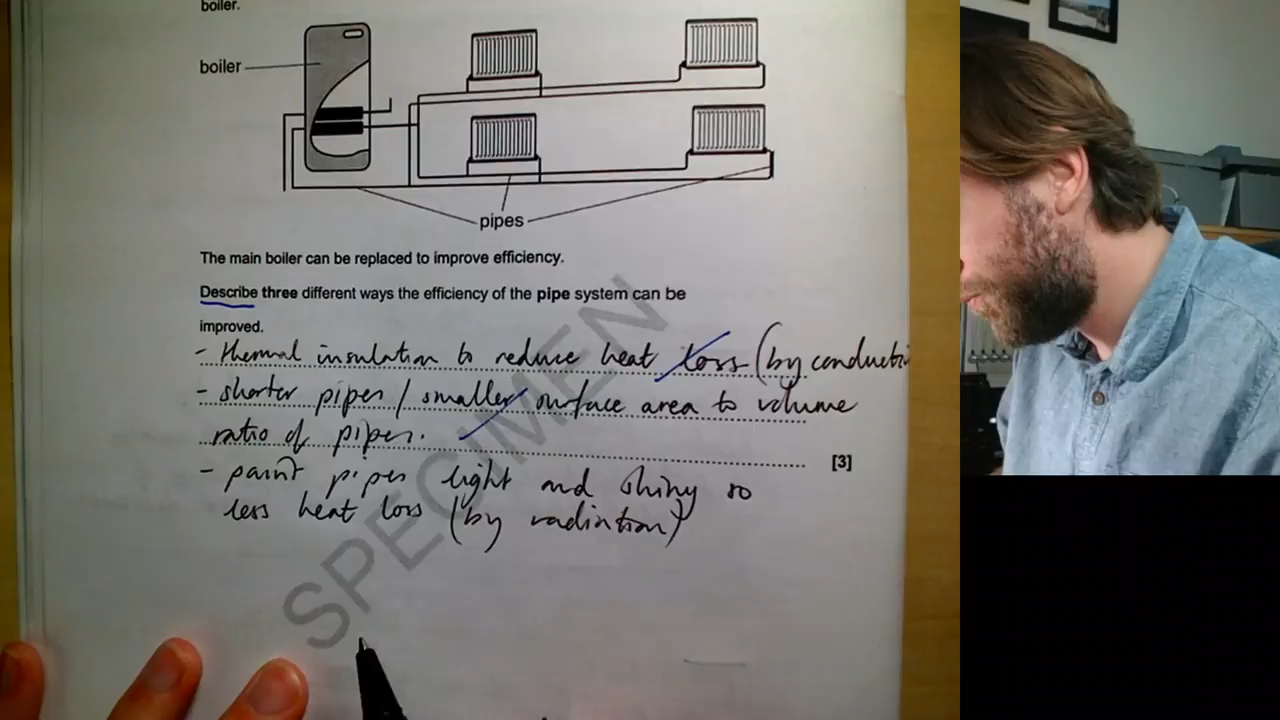 boiler.
boiler
pipes
The main boiler can be replaced to improve efficiency.
Describe three different ways the efficiency of the pipe system can be
improved.
- thermal insulation to reduce heat loss (by conducti
- shorter pipes / smaller surface area to volume
ratio of pipes.
[3]
- paint pipes light and shiny so
less heat loss (by radiation)
SPECIMEN